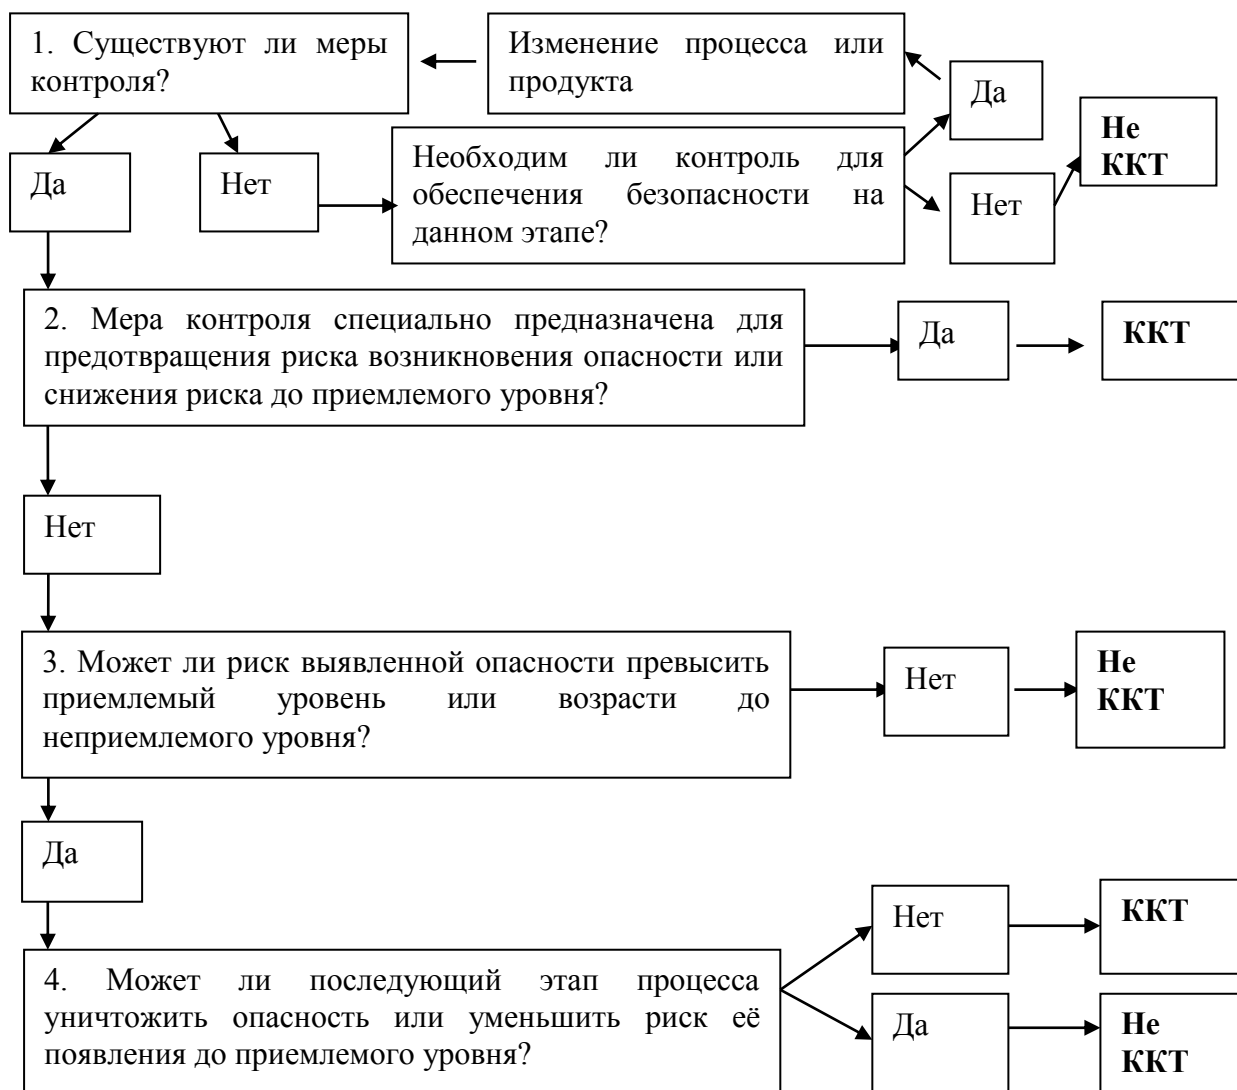 1. Существуют ли меры
контроля?
Изменение процесса или
продукта
Да
Не
ККТ
Да
Нет
Необходим ли контроль для
обеспечения безопасности на
данном этапе?
Нет
2. Мера контроля специально предназначена для
предотвращения риска возникновения опасности или
снижения риска до приемлемого уровня?
Да
ККТ
Нет
3. Может ли риск выявленной опасности превысить
приемлемый уровень или возрасти до
неприемлемого уровня?
Нет
Не
ККТ
Да
4. Может ли последующий этап процесса
уничтожить опасность или уменьшить риск её
появления до приемлемого уровня?
Нет
ККТ
Да
Не
ККТ